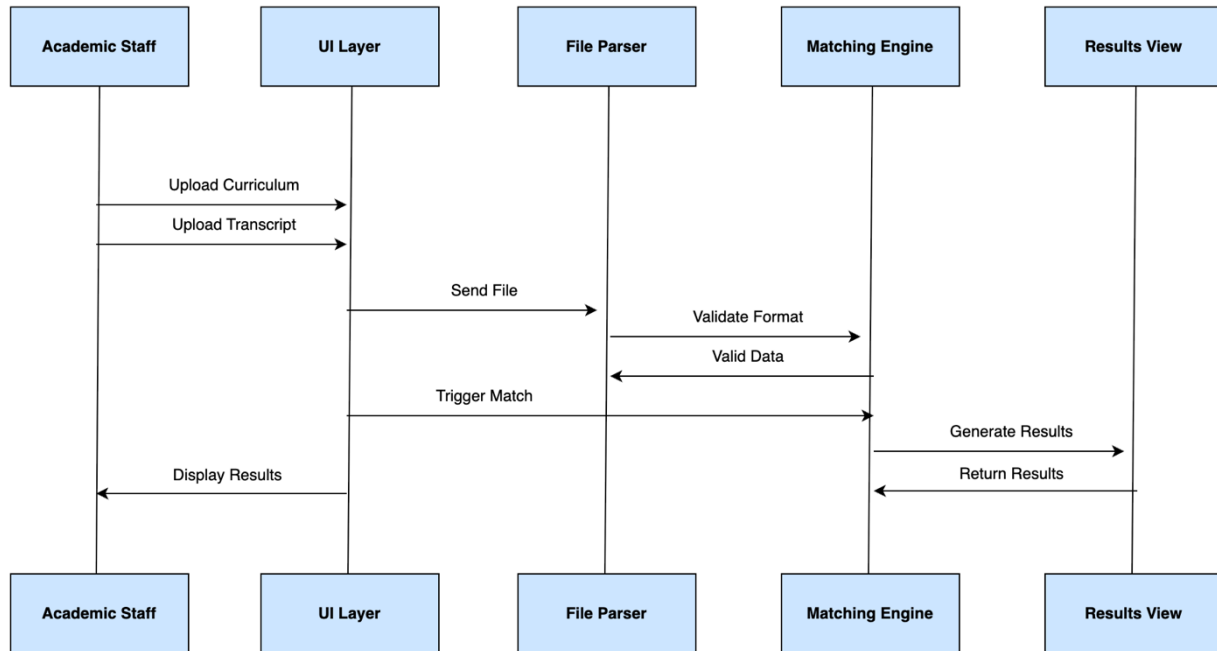 Academic Staff
UI Layer
File Parser
Matching Engine
Results View
Upload Curriculum
Upload Transcript
Send File
Validate Format
Valid Data
Trigger Match
Generate Results
Display Results
Return Results
Academic Staff
UI Layer
File Parser
Matching Engine
Results View